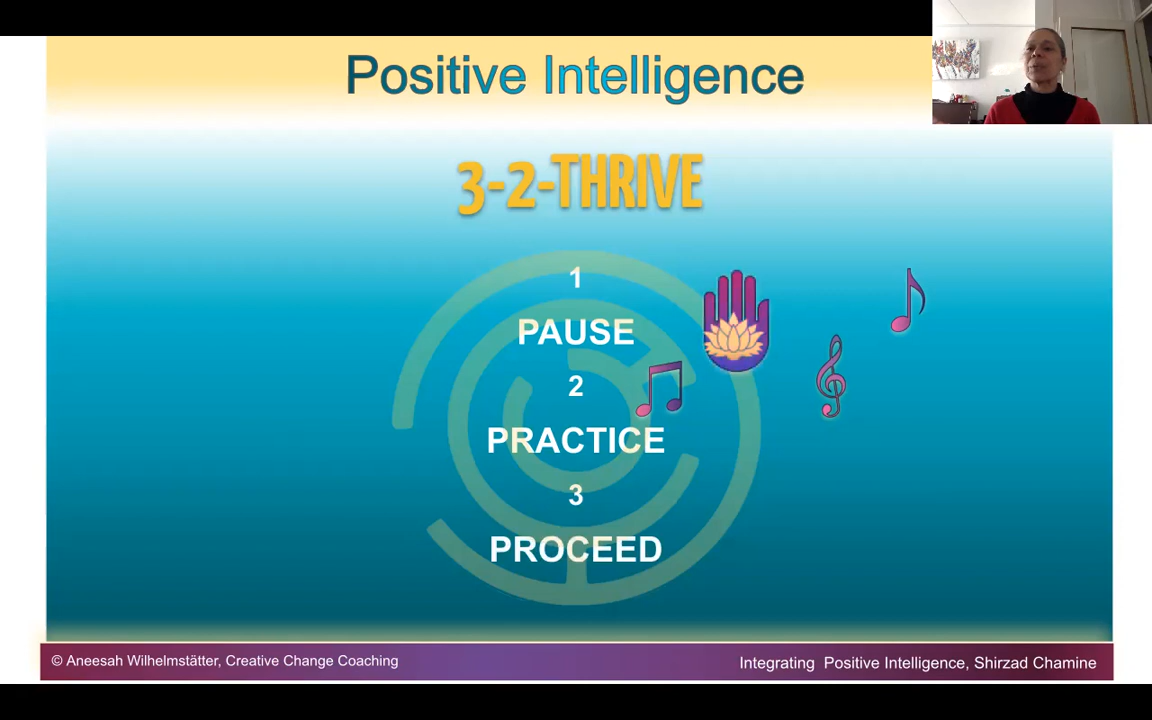 Positive Intelligence
3-2-THRIVE
1
PAUSE
2
PRACTICE
3
PROCEED
© Aneesah Wilhelmstätter, Creative Change Coaching
Integrating Positive Intelligence, Shirzad Chamine